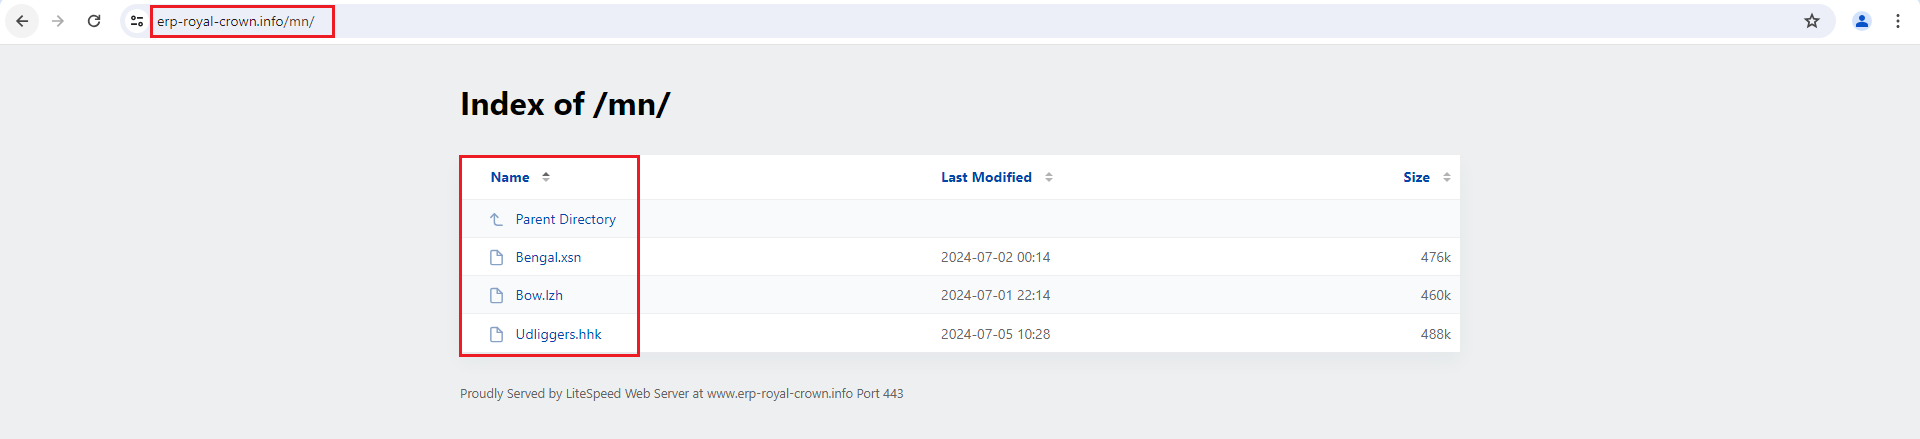 erp-royal-crown.info/mn/
Index of /mn/
Name Last Modified Size
Parent Directory
Bengal.xsn 2024-07-02 00:14 476k
Bow.lzh 2024-07-01 22:14 460k
Udliggers.hhk 2024-07-05 10:28 488k
Proudly Served by LiteSpeed Web Server at www.erp-royal-crown.info Port 443